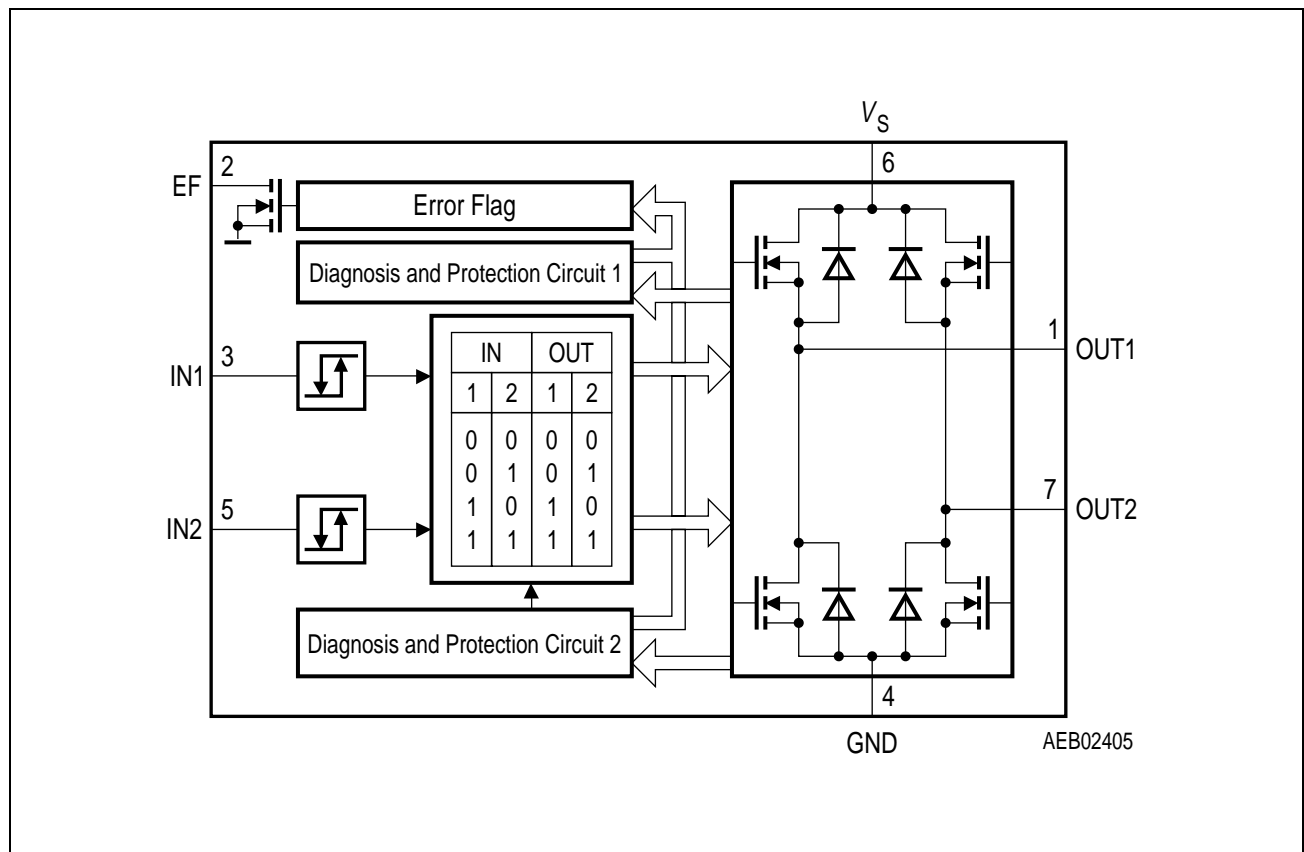 V_S
6
2
EF
Error Flag
Diagnosis and Protection Circuit 1
3
IN1
IN OUT
1 2 1 2
0 0 0 0
0 1 0 1
1 0 1 0
1 1 1 1
1
OUT1
5
IN2
7
OUT2
Diagnosis and Protection Circuit 2
4
GND
AEB02405